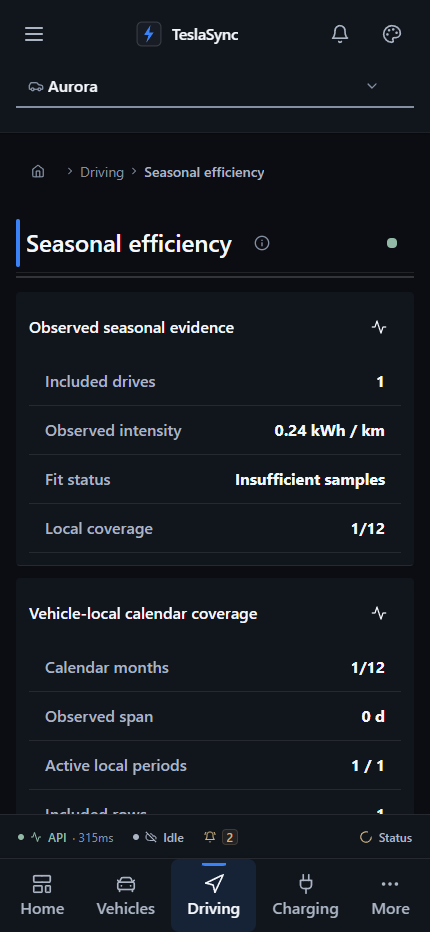 TeslaSync
Aurora
Driving
Seasonal efficiency
Seasonal efficiency
Observed seasonal evidence
Included drives 1
Observed intensity 0.24 kWh / km
Fit status Insufficient samples
Local coverage 1/12
Vehicle-local calendar coverage
Calendar months 1/12
Observed span 0 d
Active local periods 1 / 1
Included rows 1
API · 315ms Idle 2 Status
Home Vehicles Driving Charging More